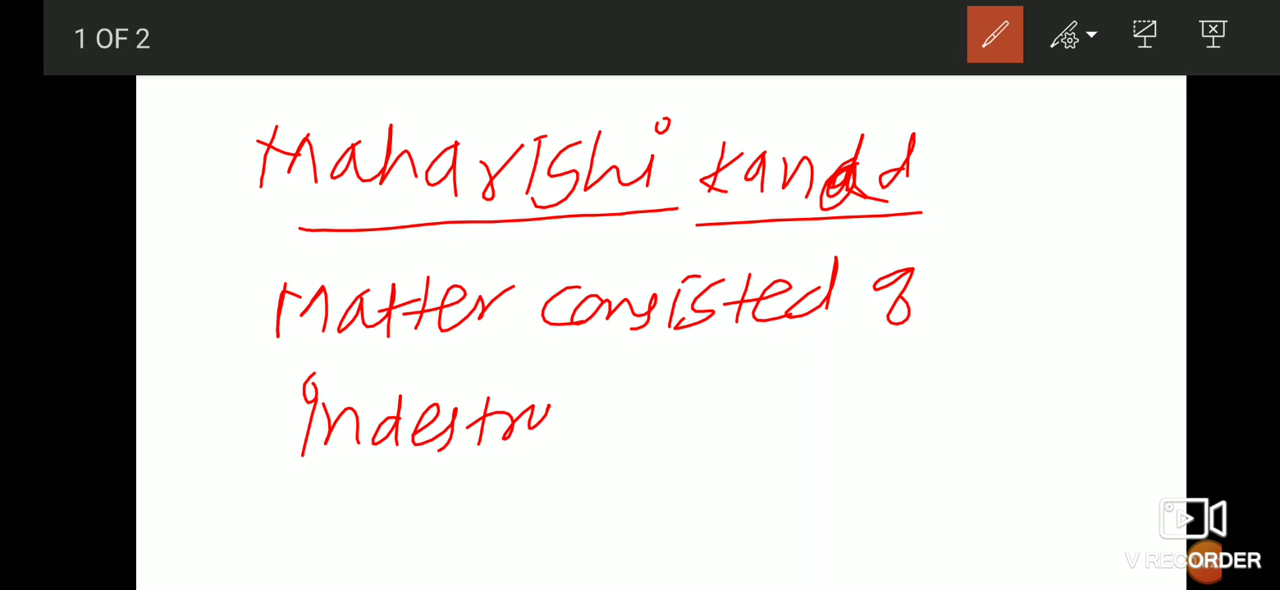 1 OF 2
Maharishi kanad
Matter consisted of
indestru
V RECORDER